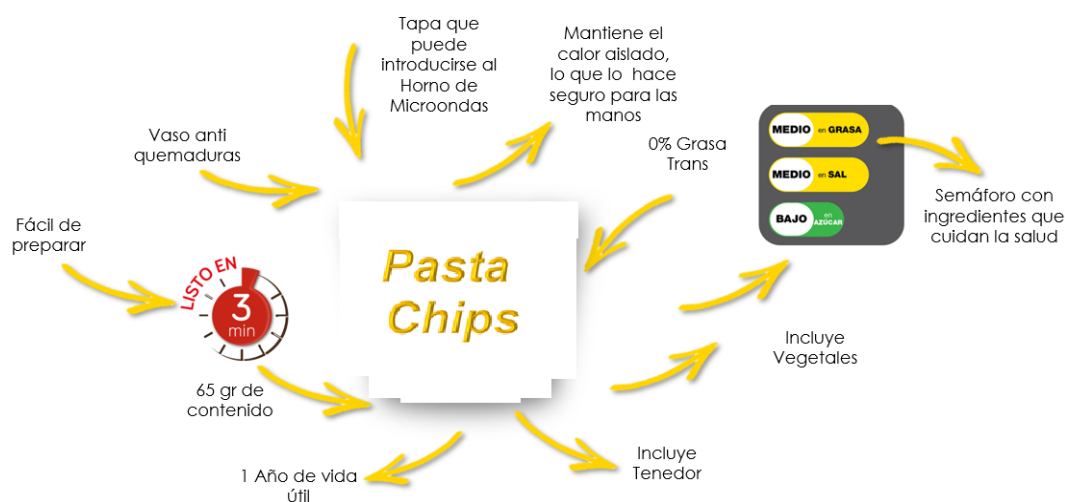 Tapa que
puede
introducirse al
Horno de
Microondas
Mantiene el
calor aislado,
lo que lo hace
seguro para las
manos
Vaso anti
quemaduras
0% Grasa
Trans
MEDIO en GRASA
MEDIO en SAL
BAJO en AZÚCAR
Semáforo con
ingredientes que
cuidan la salud
Fácil de
preparar
LISTO EN
3
min
Pasta
Chips
Incluye
Vegetales
65 gr de
contenido
Incluye
Tenedor
1 Año de vida
útil